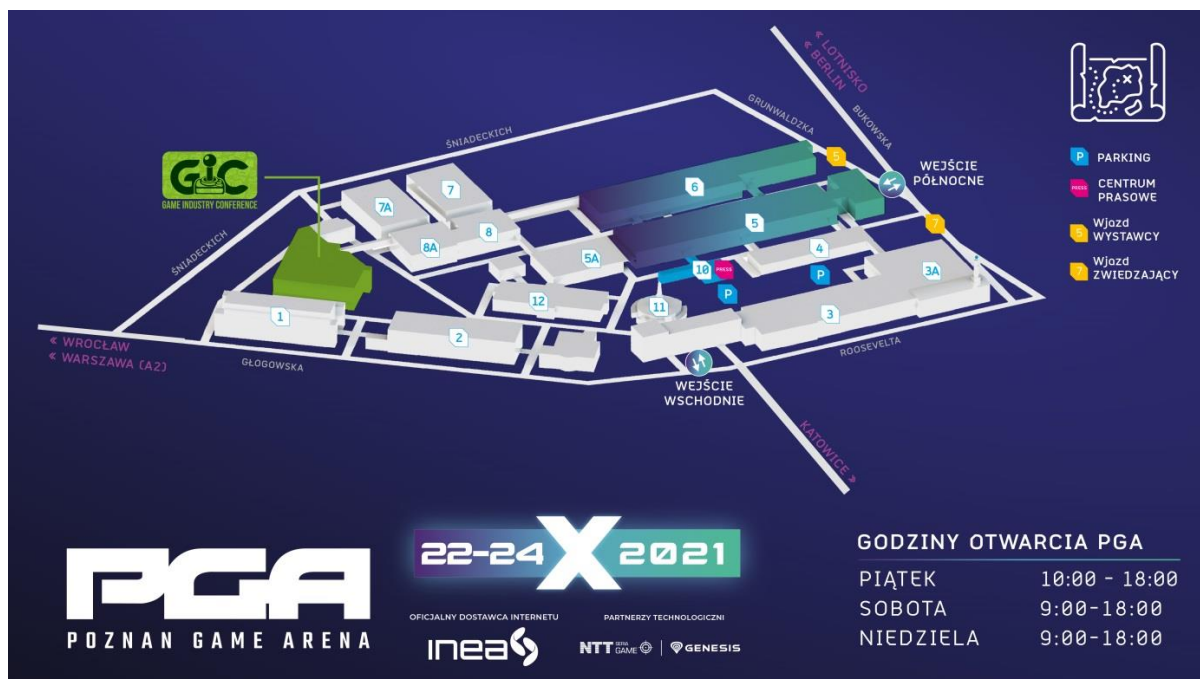 « LOTNISKO
« BERLIN
BUKOWSKA
GRUNWALDZKA
ŚNIADECKICH
5
WEJŚCIE
PÓŁNOCNE
P PARKING
PRESS CENTRUM
PRASOWE
5 Wjazd
WYSTAWCY
7 Wjazd
ZWIEDZAJĄCY
GIC
GAME INDUSTRY CONFERENCE
7
7A
6
8
8A
5
5A
4
7
3A
10
PRESS
P
P
12
11
3
1
2
ŚNIADECKICH
« WROCŁAW
« WARSZAWA (A2)
GŁOGOWSKA
ROOSEVELTA
WEJŚCIE
WSCHODNIE
KATOWICE »
PGA
POZNAN GAME ARENA
22-24 X 2021
OFICJALNY DOSTAWCA INTERNETU
inea
PARTNERZY TECHNOLOGICZNI
NTT GAME | GENESIS
GODZINY OTWARCIA PGA
PIĄTEK 10:00 - 18:00
SOBOTA 9:00-18:00
NIEDZIELA 9:00-18:00